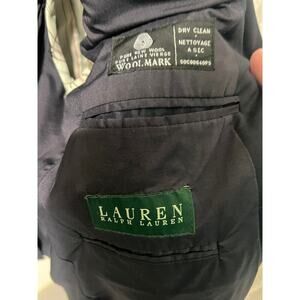 PURE NEW WOOL
PURE LAINE VIERGE
WOOLMARK
DRY CLEAN
NETTOYAGE
A SEC
LAUREN
RALPH LAUREN